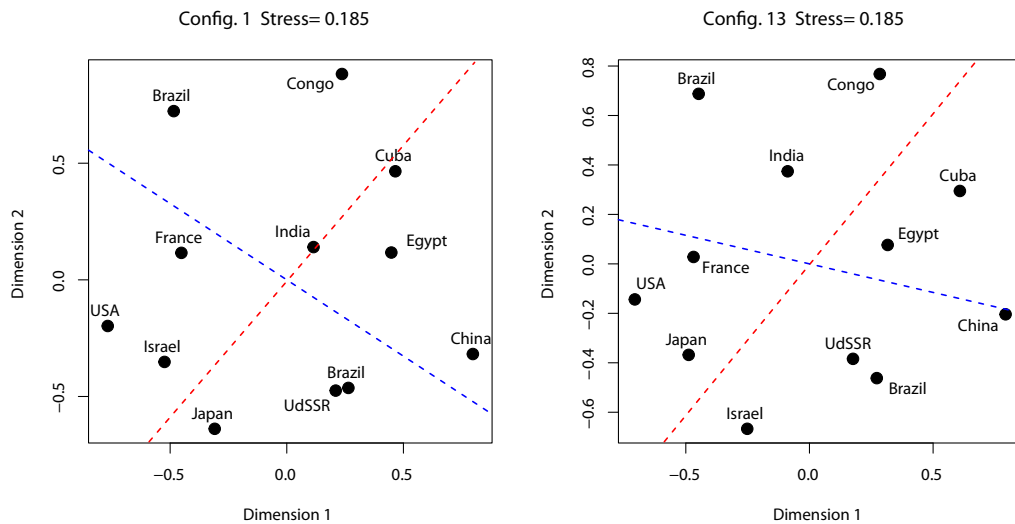 Config. 1 Stress= 0.185
Congo
Brazil
Cuba
India
Egypt
France
USA
Israel
China
Brazil
UdSSR
Japan
0.5
0.0
−0.5
Dimension 2
−0.5
0.0
0.5
Dimension 1
Config. 13 Stress= 0.185
Brazil
Congo
India
Cuba
Egypt
France
USA
China
Japan
UdSSR
Brazil
Israel
0.8
0.6
0.4
0.2
0.0
−0.2
−0.4
−0.6
Dimension 2
−0.5
0.0
0.5
Dimension 1